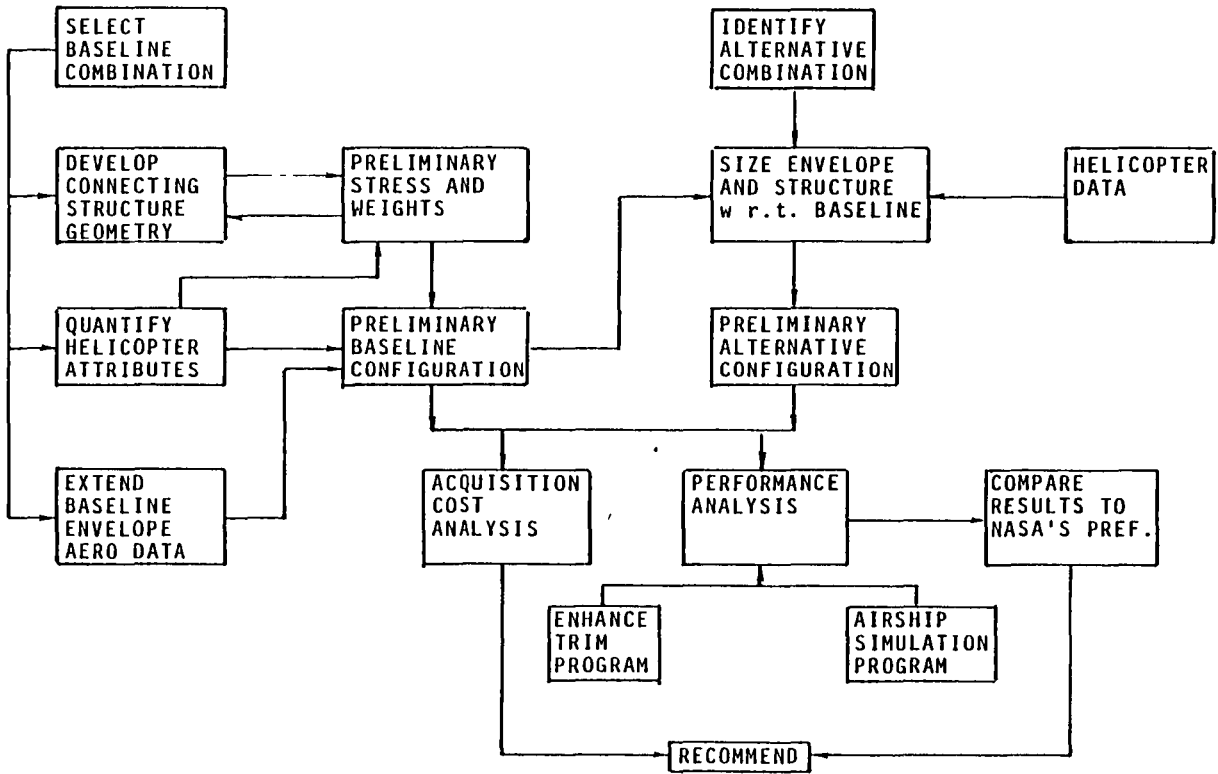 SELECT
BASELINE
COMBINATION
IDENTIFY
ALTERNATIVE
COMBINATION
DEVELOP
CONNECTING
STRUCTURE
GEOMETRY
PRELIMINARY
STRESS AND
WEIGHTS
SIZE ENVELOPE
AND STRUCTURE
w r.t. BASELINE
HELICOPTER
DATA
QUANTIFY
HELICOPTER
ATTRIBUTES
PRELIMINARY
BASELINE
CONFIGURATION
PRELIMINARY
ALTERNATIVE
CONFIGURATION
EXTEND
BASELINE
ENVELOPE
AERO DATA
ACQUISITION
COST
ANALYSIS
PERFORMANCE
ANALYSIS
COMPARE
RESULTS TO
NASA'S PREF.
ENHANCE
TRIM
PROGRAM
AIRSHIP
SIMULATION
PROGRAM
RECOMMEND